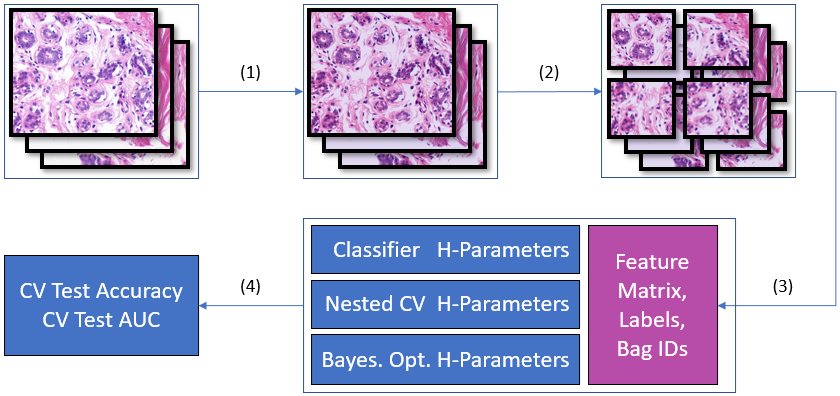 (1)
(2)
(3)
Classifier H-Parameters
Nested CV H-Parameters
Bayes. Opt. H-Parameters
Feature
Matrix,
Labels,
Bag IDs
(4)
CV Test Accuracy
CV Test AUC